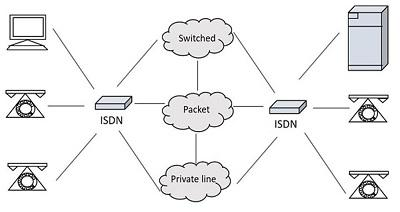 Switched
ISDN
Packet
ISDN
Private line